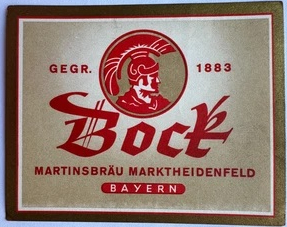 GEGR. 1883
Bock
MARTINSBRÄU MARKTHEIDENFELD
BAYERN